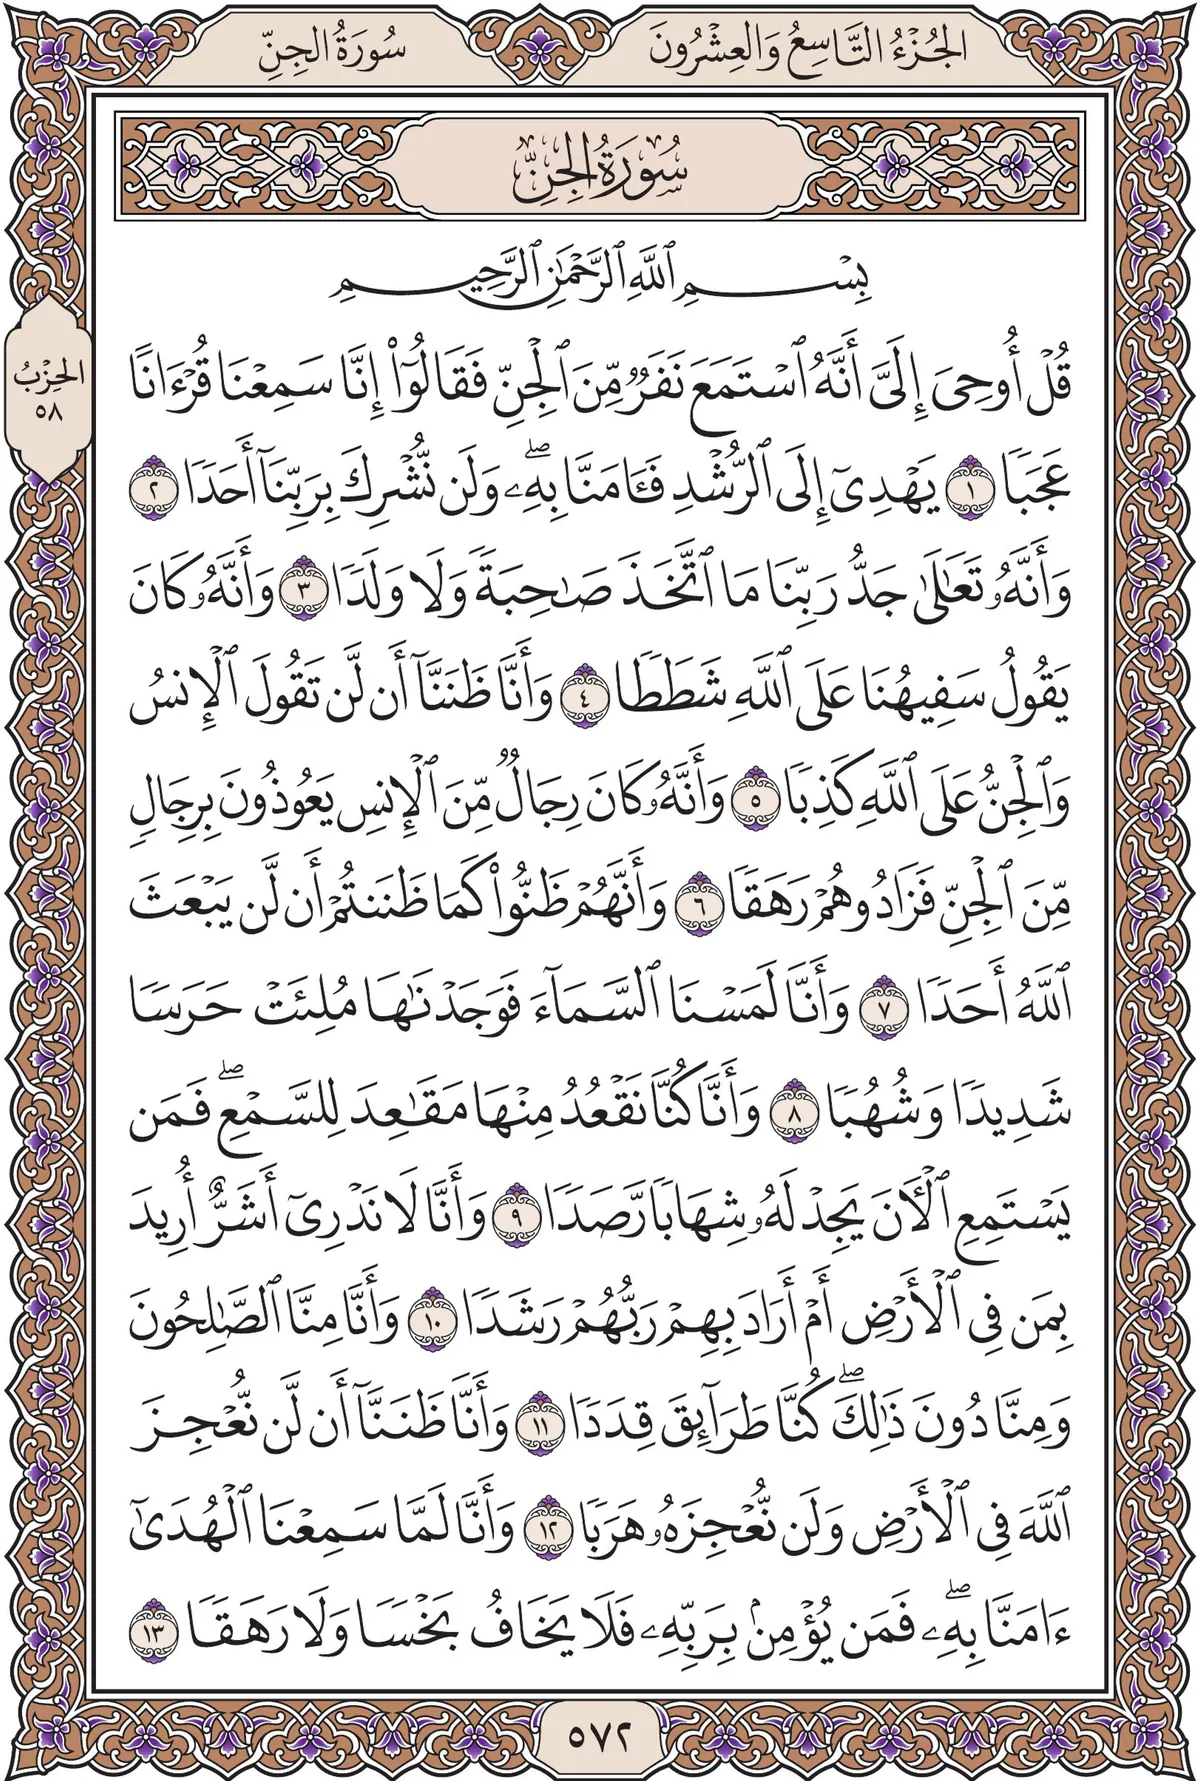 الجُزْءُ التَّاسِعُ وَالعِشْرُونَ
سُورَةُ الجِنِّ
سُورَةُ الجِنِّ
بِسْمِ ٱللَّهِ ٱلرَّحْمَٰنِ ٱلرَّحِيمِ
الحِزْبُ
٥٨
قُلْ أُوحِىَ إِلَىَّ أَنَّهُ ٱسْتَمَعَ نَفَرٌ مِّنَ ٱلْجِنِّ فَقَالُوٓا۟ إِنَّا سَمِعْنَا قُرْءَانًا
عَجَبًا ١ يَهْدِىٓ إِلَى ٱلرُّشْدِ فَـَٔامَنَّا بِهِۦ ۖ وَلَن نُّشْرِكَ بِرَبِّنَآ أَحَدًا ٢
وَأَنَّهُۥ تَعَٰلَىٰ جَدُّ رَبِّنَا مَا ٱتَّخَذَ صَٰحِبَةً وَلَا وَلَدًا ٣ وَأَنَّهُۥ كَانَ
يَقُولُ سَفِيهُنَا عَلَى ٱللَّهِ شَطَطًا ٤ وَأَنَّا ظَنَنَّآ أَن لَّن تَقُولَ ٱلْإِنسُ
وَٱلْجِنُّ عَلَى ٱللَّهِ كَذِبًا ٥ وَأَنَّهُۥ كَانَ رِجَالٌ مِّنَ ٱلْإِنسِ يَعُوذُونَ بِرِجَالٍ
مِّنَ ٱلْجِنِّ فَزَادُوهُمْ رَهَقًا ٦ وَأَنَّهُمْ ظَنُّوا۟ كَمَا ظَنَنتُمْ أَن لَّن يَبْعَثَ
ٱللَّهُ أَحَدًا ٧ وَأَنَّا لَمَسْنَا ٱلسَّمَآءَ فَوَجَدْنَٰهَا مُلِئَتْ حَرَسًا
شَدِيدًا وَشُهُبًا ٨ وَأَنَّا كُنَّا نَقْعُدُ مِنْهَا مَقَٰعِدَ لِلسَّمْعِ ۖ فَمَن
يَسْتَمِعِ ٱلْـَٔانَ يَجِدْ لَهُۥ شِهَابًا رَّصَدًا ٩ وَأَنَّا لَا نَدْرِىٓ أَشَرٌّ أُرِيدَ
بِمَن فِى ٱلْأَرْضِ أَمْ أَرَادَ بِهِمْ رَبُّهُمْ رَشَدًا ١٠ وَأَنَّا مِنَّا ٱلصَّٰلِحُونَ
وَمِنَّا دُونَ ذَٰلِكَ ۖ كُنَّا طَرَآئِقَ قِدَدًا ١١ وَأَنَّا ظَنَنَّآ أَن لَّن نُّعْجِزَ
ٱللَّهَ فِى ٱلْأَرْضِ وَلَن نُّعْجِزَهُۥ هَرَبًا ١٢ وَأَنَّا لَمَّا سَمِعْنَا ٱلْهُدَىٰٓ
ءَامَنَّا بِهِۦ ۖ فَمَن يُؤْمِنۢ بِرَبِّهِۦ فَلَا يَخَافُ بَخْسًا وَلَا رَهَقًا ١٣
٥٧٢